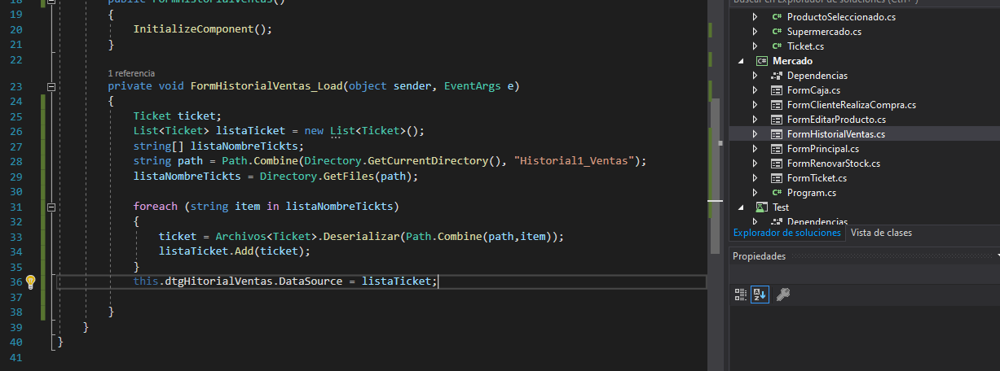 18 public FormHistorialVentas()
19 {
20 InitializeComponent();
21 }
22
1 referencia
23 private void FormHistorialVentas_Load(object sender, EventArgs e)
24 {
25 Ticket ticket;
26 List<Ticket> listaTicket = new List<Ticket>();
27 string[] listaNombreTickts;
28 string path = Path.Combine(Directory.GetCurrentDirectory(), "Historial1_Ventas");
29 listaNombreTickts = Directory.GetFiles(path);
30
31 foreach (string item in listaNombreTickts)
32 {
33 ticket = Archivos<Ticket>.Deserializar(Path.Combine(path,item));
34 listaTicket.Add(ticket);
35 }
36 this.dtgHitorialVentas.DataSource = listaTicket;
37
38 }
39 }
40 }
41
Buscar en Explorador de soluciones (Ctrl+')
C# ProductoSeleccionado.cs
C# Supermercado.cs
C# Ticket.cs
C# Mercado
Dependencias
FormCaja.cs
FormClienteRealizaCompra.cs
FormEditarProducto.cs
FormHistorialVentas.cs
FormPrincipal.cs
FormRenovarStock.cs
FormTicket.cs
C# Program.cs
Test
Dependencias
Explorador de soluciones Vista de clases
Propiedades